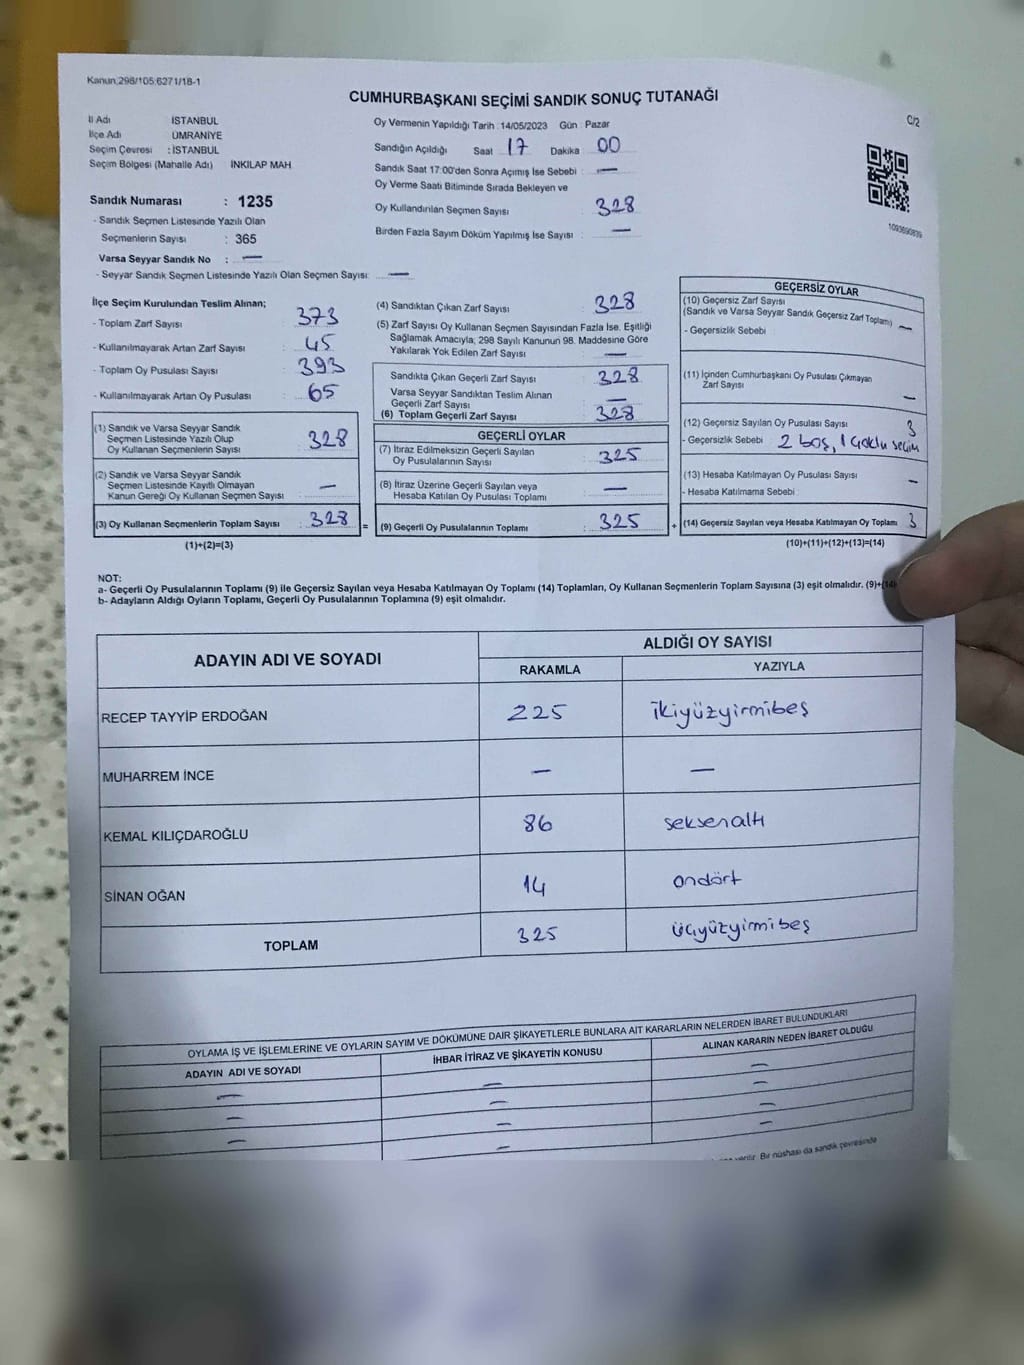 Kanun;298/105;6271/18-1
CUMHURBAŞKANI SEÇİMİ SANDIK SONUÇ TUTANAĞI
C/2
İl Adı İSTANBUL
İlçe Adı ÜMRANİYE
Seçim Çevresi : İSTANBUL
Seçim Bölgesi (Mahalle Adı) İNKILAP MAH
Sandık Numarası : 1235
- Sandık Seçmen Listesinde Yazılı Olan
Seçmenlerin Sayısı : 365
Varsa Seyyar Sandık No : —
- Seyyar Sandık Seçmen Listesinde Yazılı Olan Seçmen Sayısı: —
Oy Vermenin Yapıldığı Tarih : 14/05/2023 Gün : Pazar
Sandığın Açıldığı Saat 17 Dakika 00
Sandık Saat 17:00'den Sonra Açımış İse Sebebi : —
Oy Verme Saati Bitiminde Sırada Bekleyen ve
Oy Kullandırılan Seçmen Sayısı : 328
Birden Fazla Sayım Döküm Yapılmış İse Sayısı : —
1093690839
İlçe Seçim Kurulundan Teslim Alınan;
- Toplam Zarf Sayısı : 373
- Kullanılmayarak Artan Zarf Sayısı : 45
- Toplam Oy Pusulası Sayısı : 393
- Kullanılmayarak Artan Oy Pusulası : 65
(1) Sandık ve Varsa Seyyar Sandık
Seçmen Listesinde Yazılı Olup
Oy Kullanan Seçmenlerin Sayısı : 328
(2) Sandık ve Varsa Seyyar Sandık
Seçmen Listesinde Kayıtlı Olmayan
Kanun Gereği Oy Kullanan Seçmen Sayısı : —
(3) Oy Kullanan Seçmenlerin Toplam Sayısı : 328 =
(1)+(2)=(3)
(4) Sandıktan Çıkan Zarf Sayısı : 328
(5) Zarf Sayısı Oy Kullanan Seçmen Sayısından Fazla İse, Eşitliği
Sağlamak Amacıyla, 298 Sayılı Kanunun 98. Maddesine Göre
Yakılarak Yok Edilen Zarf Sayısı : —
Sandıkta Çıkan Geçerli Zarf Sayısı : 328
Varsa Seyyar Sandıktan Teslim Alınan
Geçerli Zarf Sayısı : —
(6) Toplam Geçerli Zarf Sayısı : 328
GEÇERLİ OYLAR
(7) İtiraz Edilmeksizin Geçerli Sayılan
Oy Pusulalarının Sayısı : 325
(8) İtiraz Üzerine Geçerli Sayılan veya
Hesaba Katılan Oy Pusulası Toplamı : —
(9) Geçerli Oy Pusulalarının Toplamı : 325 +
GEÇERSİZ OYLAR
(10) Geçersiz Zarf Sayısı
(Sandık ve Varsa Seyyar Sandık Geçersiz Zarf Toplamı) —
- Geçersizlik Sebebi :
(11) İçinden Cumhurbaşkanı Oy Pusulası Çıkmayan
Zarf Sayısı —
(12) Geçersiz Sayılan Oy Pusulası Sayısı : 3
- Geçersizlik Sebebi 2 boş, 1 çoklu seçim
(13) Hesaba Katılmayan Oy Pusulası Sayısı —
- Hesaba Katılmama Sebebi :
(14) Geçersiz Sayılan veya Hesaba Katılmayan Oy Toplamı 3
(10)+(11)+(12)+(13)=(14)
NOT:
a- Geçerli Oy Pusulalarının Toplamı (9) ile Geçersiz Sayılan veya Hesaba Katılmayan Oy Toplamı (14) Toplamları, Oy Kullanan Seçmenlerin Toplam Sayısına (3) eşit olmalıdır. (9)+(14)
b- Adayların Aldığı Oyların Toplamı, Geçerli Oy Pusulalarının Toplamına (9) eşit olmalıdır.
ADAYIN ADI VE SOYADI ALDIĞI OY SAYISI
RAKAMLA YAZIYLA
RECEP TAYYİP ERDOĞAN 225 ikiyüzyirmibeş
MUHARREM İNCE — —
KEMAL KILIÇDAROĞLU 86 seksenaltı
SİNAN OĞAN 14 ondört
TOPLAM 325 üçyüzyirmibeş
OYLAMA İŞ VE İŞLEMLERİNE VE OYLARIN SAYIM VE DÖKÜMÜNE DAİR ŞİKAYETLERLE BUNLARA AİT KARARLARIN NELERDEN İBARET BULUNDUKLARI
ADAYIN ADI VE SOYADI İHBAR İTİRAZ VE ŞİKAYETİN KONUSU ALINAN KARARIN NEDEN İBARET OLDUĞU
— — —
— — —
— — —
— —
verilir. Bir nüshası da sandık çevresinde